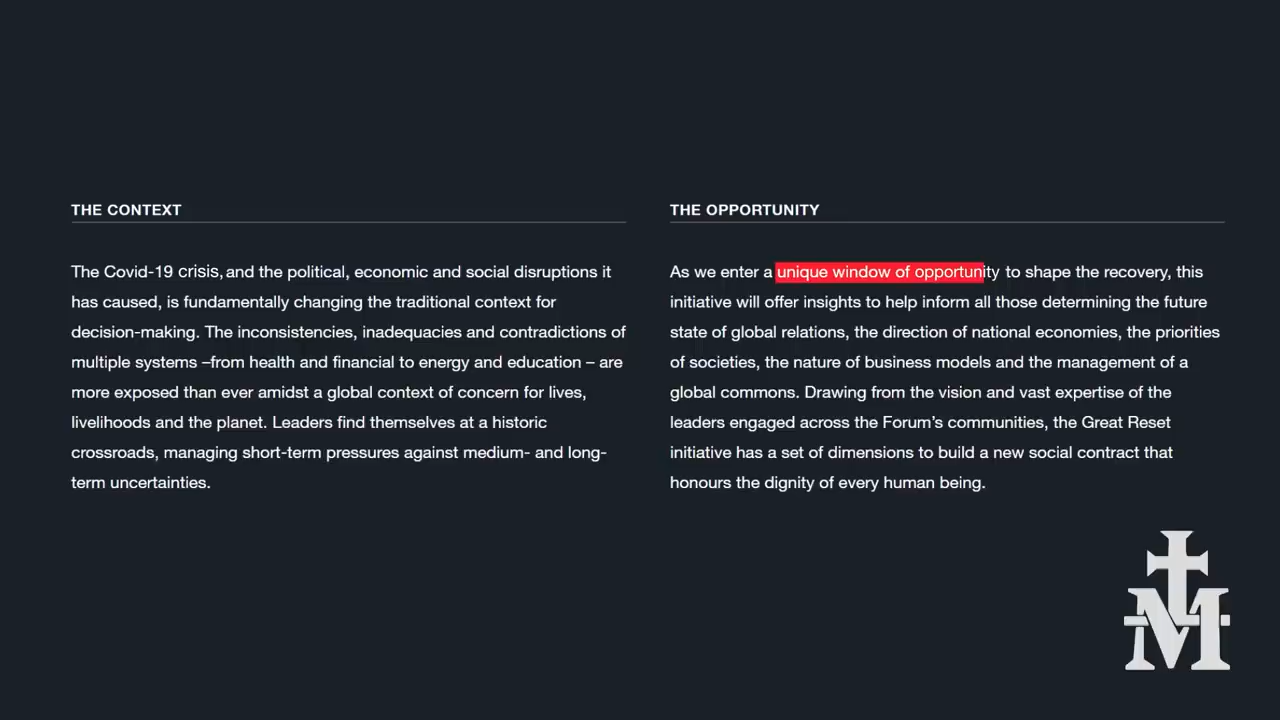 THE CONTEXT
The Covid-19 crisis, and the political, economic and social disruptions it
has caused, is fundamentally changing the traditional context for
decision-making. The inconsistencies, inadequacies and contradictions of
multiple systems –from health and financial to energy and education – are
more exposed than ever amidst a global context of concern for lives,
livelihoods and the planet. Leaders find themselves at a historic
crossroads, managing short-term pressures against medium- and long-
term uncertainties.
THE OPPORTUNITY
As we enter a unique window of opportunity to shape the recovery, this
initiative will offer insights to help inform all those determining the future
state of global relations, the direction of national economies, the priorities
of societies, the nature of business models and the management of a
global commons. Drawing from the vision and vast expertise of the
leaders engaged across the Forum's communities, the Great Reset
initiative has a set of dimensions to build a new social contract that
honours the dignity of every human being.
M